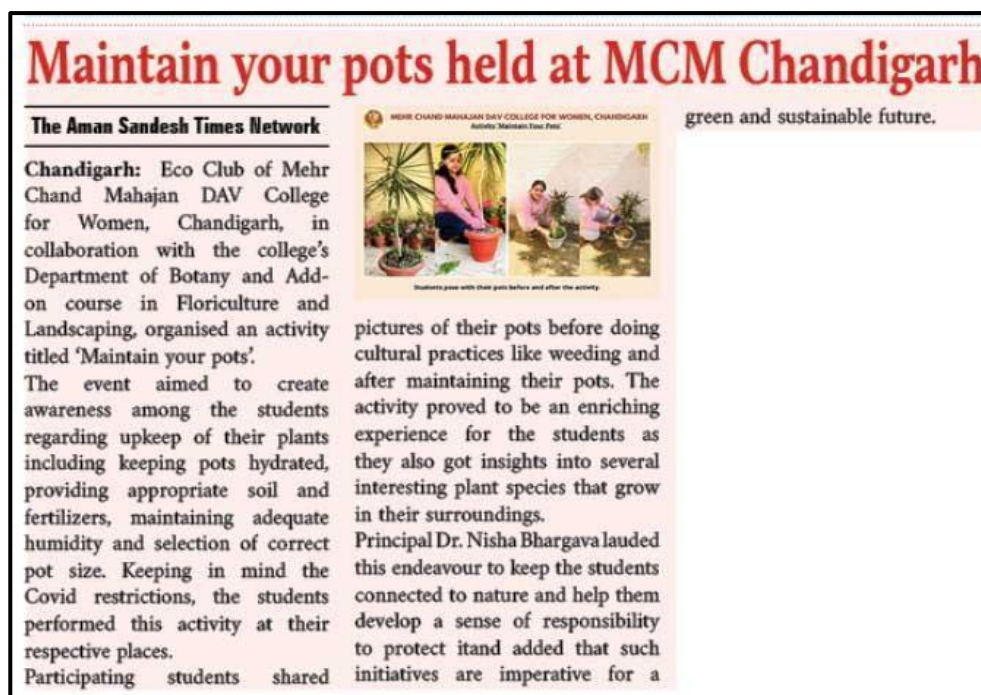 Maintain your pots held at MCM Chandigarh
The Aman Sandesh Times Network
Chandigarh: Eco Club of Mehr
Chand Mahajan DAV College
for Women, Chandigarh, in
collaboration with the college's
Department of Botany and Add-
on course in Floriculture and
Landscaping, organised an activity
titled 'Maintain your pots'.
The event aimed to create
awareness among the students
regarding upkeep of their plants
including keeping pots hydrated,
providing appropriate soil and
fertilizers, maintaining adequate
humidity and selection of correct
pot size. Keeping in mind the
Covid restrictions, the students
performed this activity at their
respective places.
Participating students shared
MEHR CHAND MAHAJAN DAV COLLEGE FOR WOMEN, CHANDIGARH
Activity 'Maintain Your Pots'
Students pose with their pots before and after the activity.
pictures of their pots before doing
cultural practices like weeding and
after maintaining their pots. The
activity proved to be an enriching
experience for the students as
they also got insights into several
interesting plant species that grow
in their surroundings.
Principal Dr. Nisha Bhargava lauded
this endeavour to keep the students
connected to nature and help them
develop a sense of responsibility
to protect itand added that such
initiatives are imperative for a
green and sustainable future.